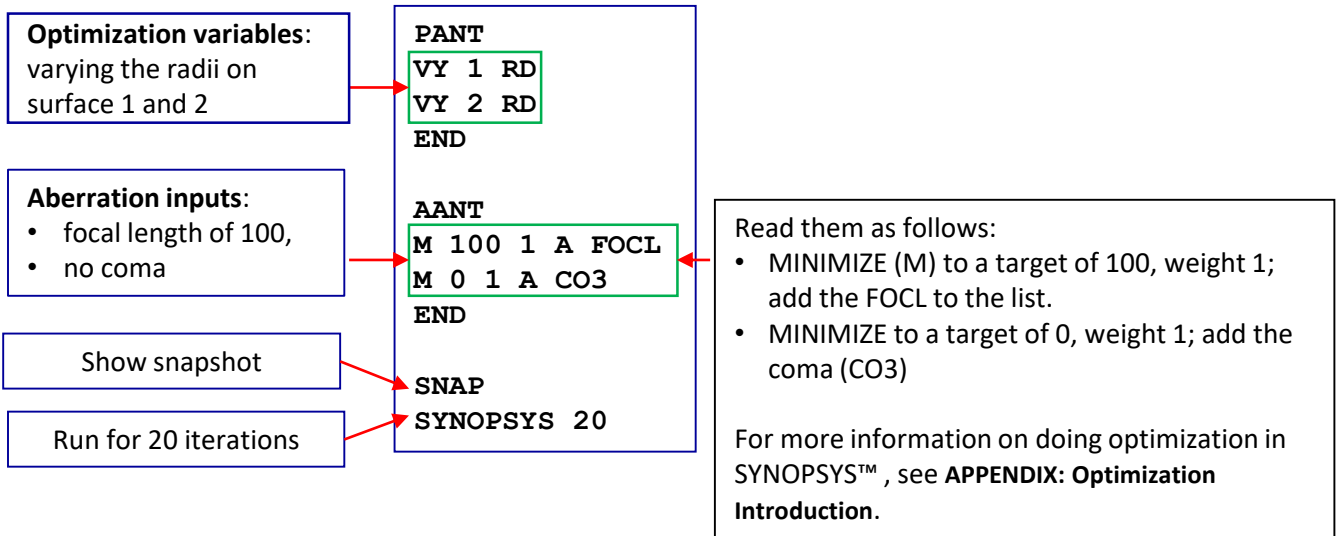 Optimization variables:
varying the radii on
surface 1 and 2
Aberration inputs:
• focal length of 100,
• no coma
Show snapshot
Run for 20 iterations
PANT
VY 1 RD
VY 2 RD
END
AANT
M 100 1 A FOCL
M 0 1 A CO3
END
SNAP
SYNOPSYS 20
Read them as follows:
• MINIMIZE (M) to a target of 100, weight 1;
add the FOCL to the list.
• MINIMIZE to a target of 0, weight 1; add the
coma (CO3)
For more information on doing optimization in
SYNOPSYS™ , see APPENDIX: Optimization
Introduction.